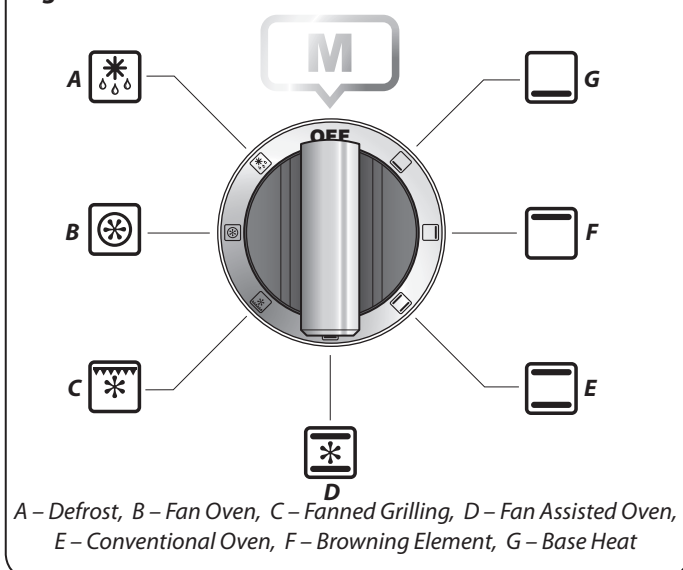 M
OFF
A
G
B
F
C
E
D
A – Defrost, B – Fan Oven, C – Fanned Grilling, D – Fan Assisted Oven,
E – Conventional Oven, F – Browning Element, G – Base Heat